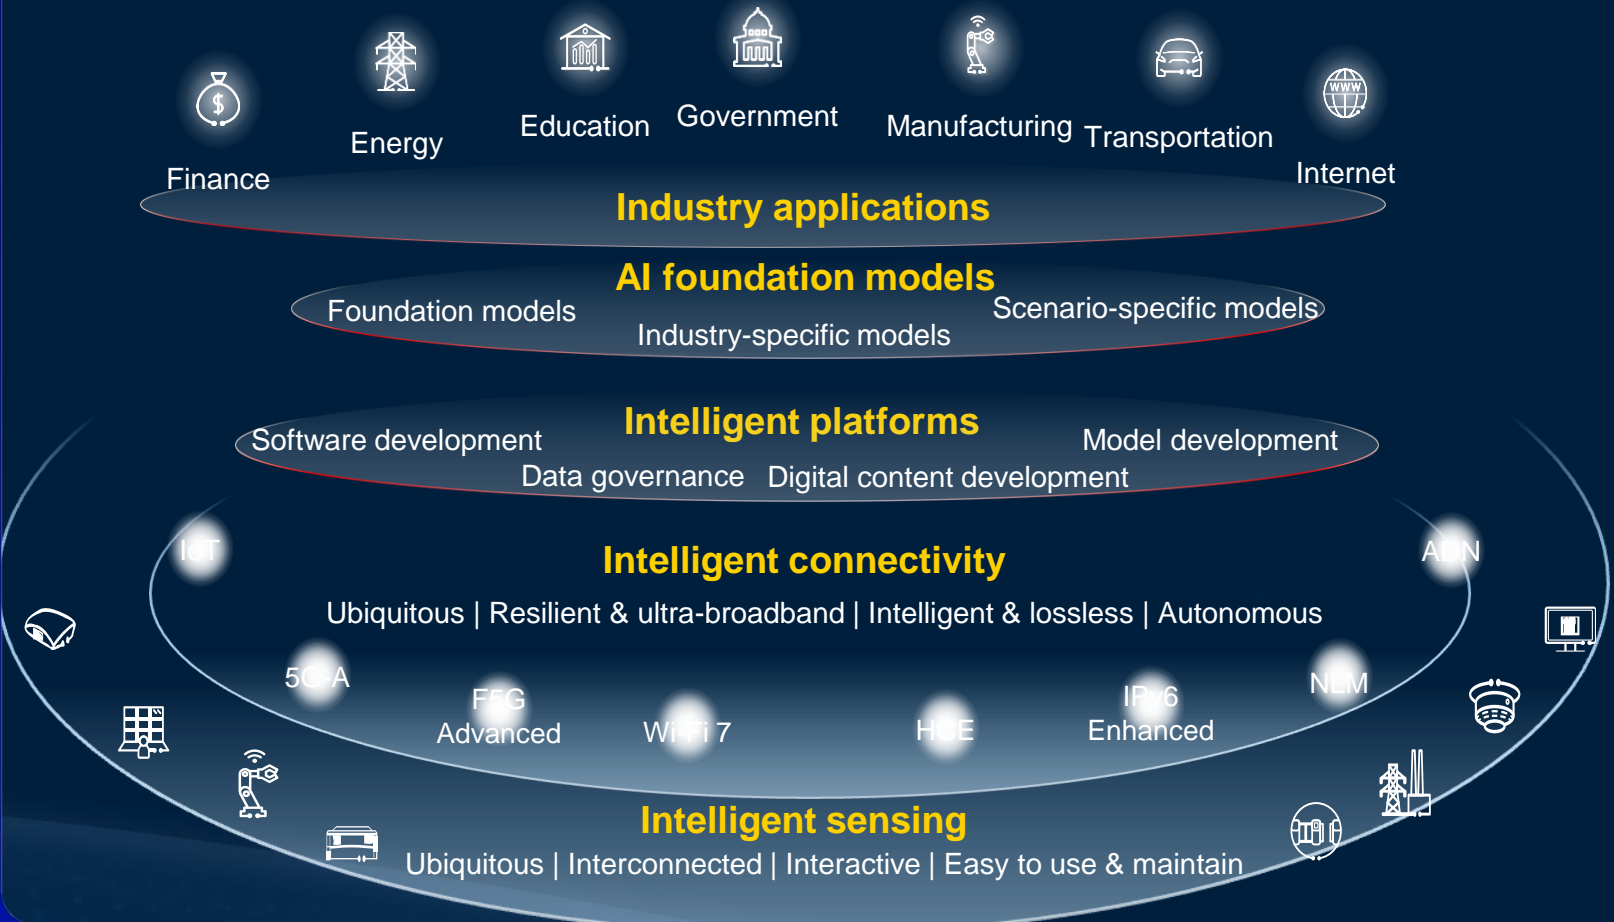 Finance
Energy
Education
Government
Manufacturing
Transportation
Internet
$
WWW
Industry applications
AI foundation models
Foundation models
Industry-specific models
Scenario-specific models
Intelligent platforms
Software development
Data governance
Digital content development
Model development
Intelligent connectivity
Ubiquitous | Resilient & ultra-broadband | Intelligent & lossless | Autonomous
IoT
5G-A
F5G
Advanced
Wi-Fi 7
HCE
IPv6
Enhanced
NLM
ADN
Intelligent sensing
Ubiquitous | Interconnected | Interactive | Easy to use & maintain